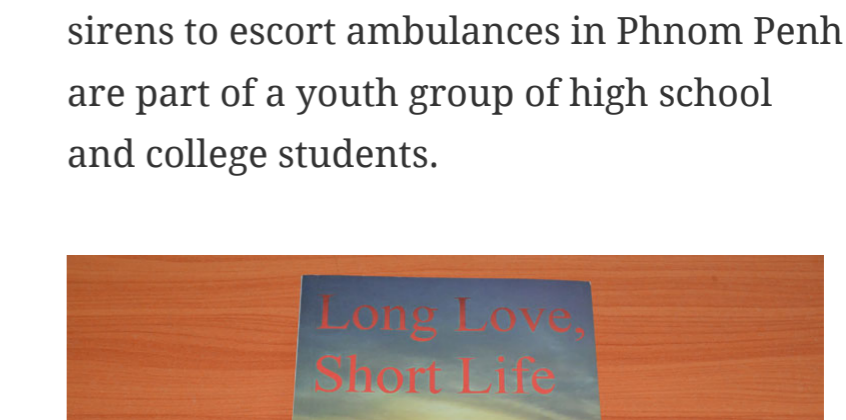 sirens to escort ambulances in Phnom Penh
are part of a youth group of high school
and college students.
Long Love,
Short Life